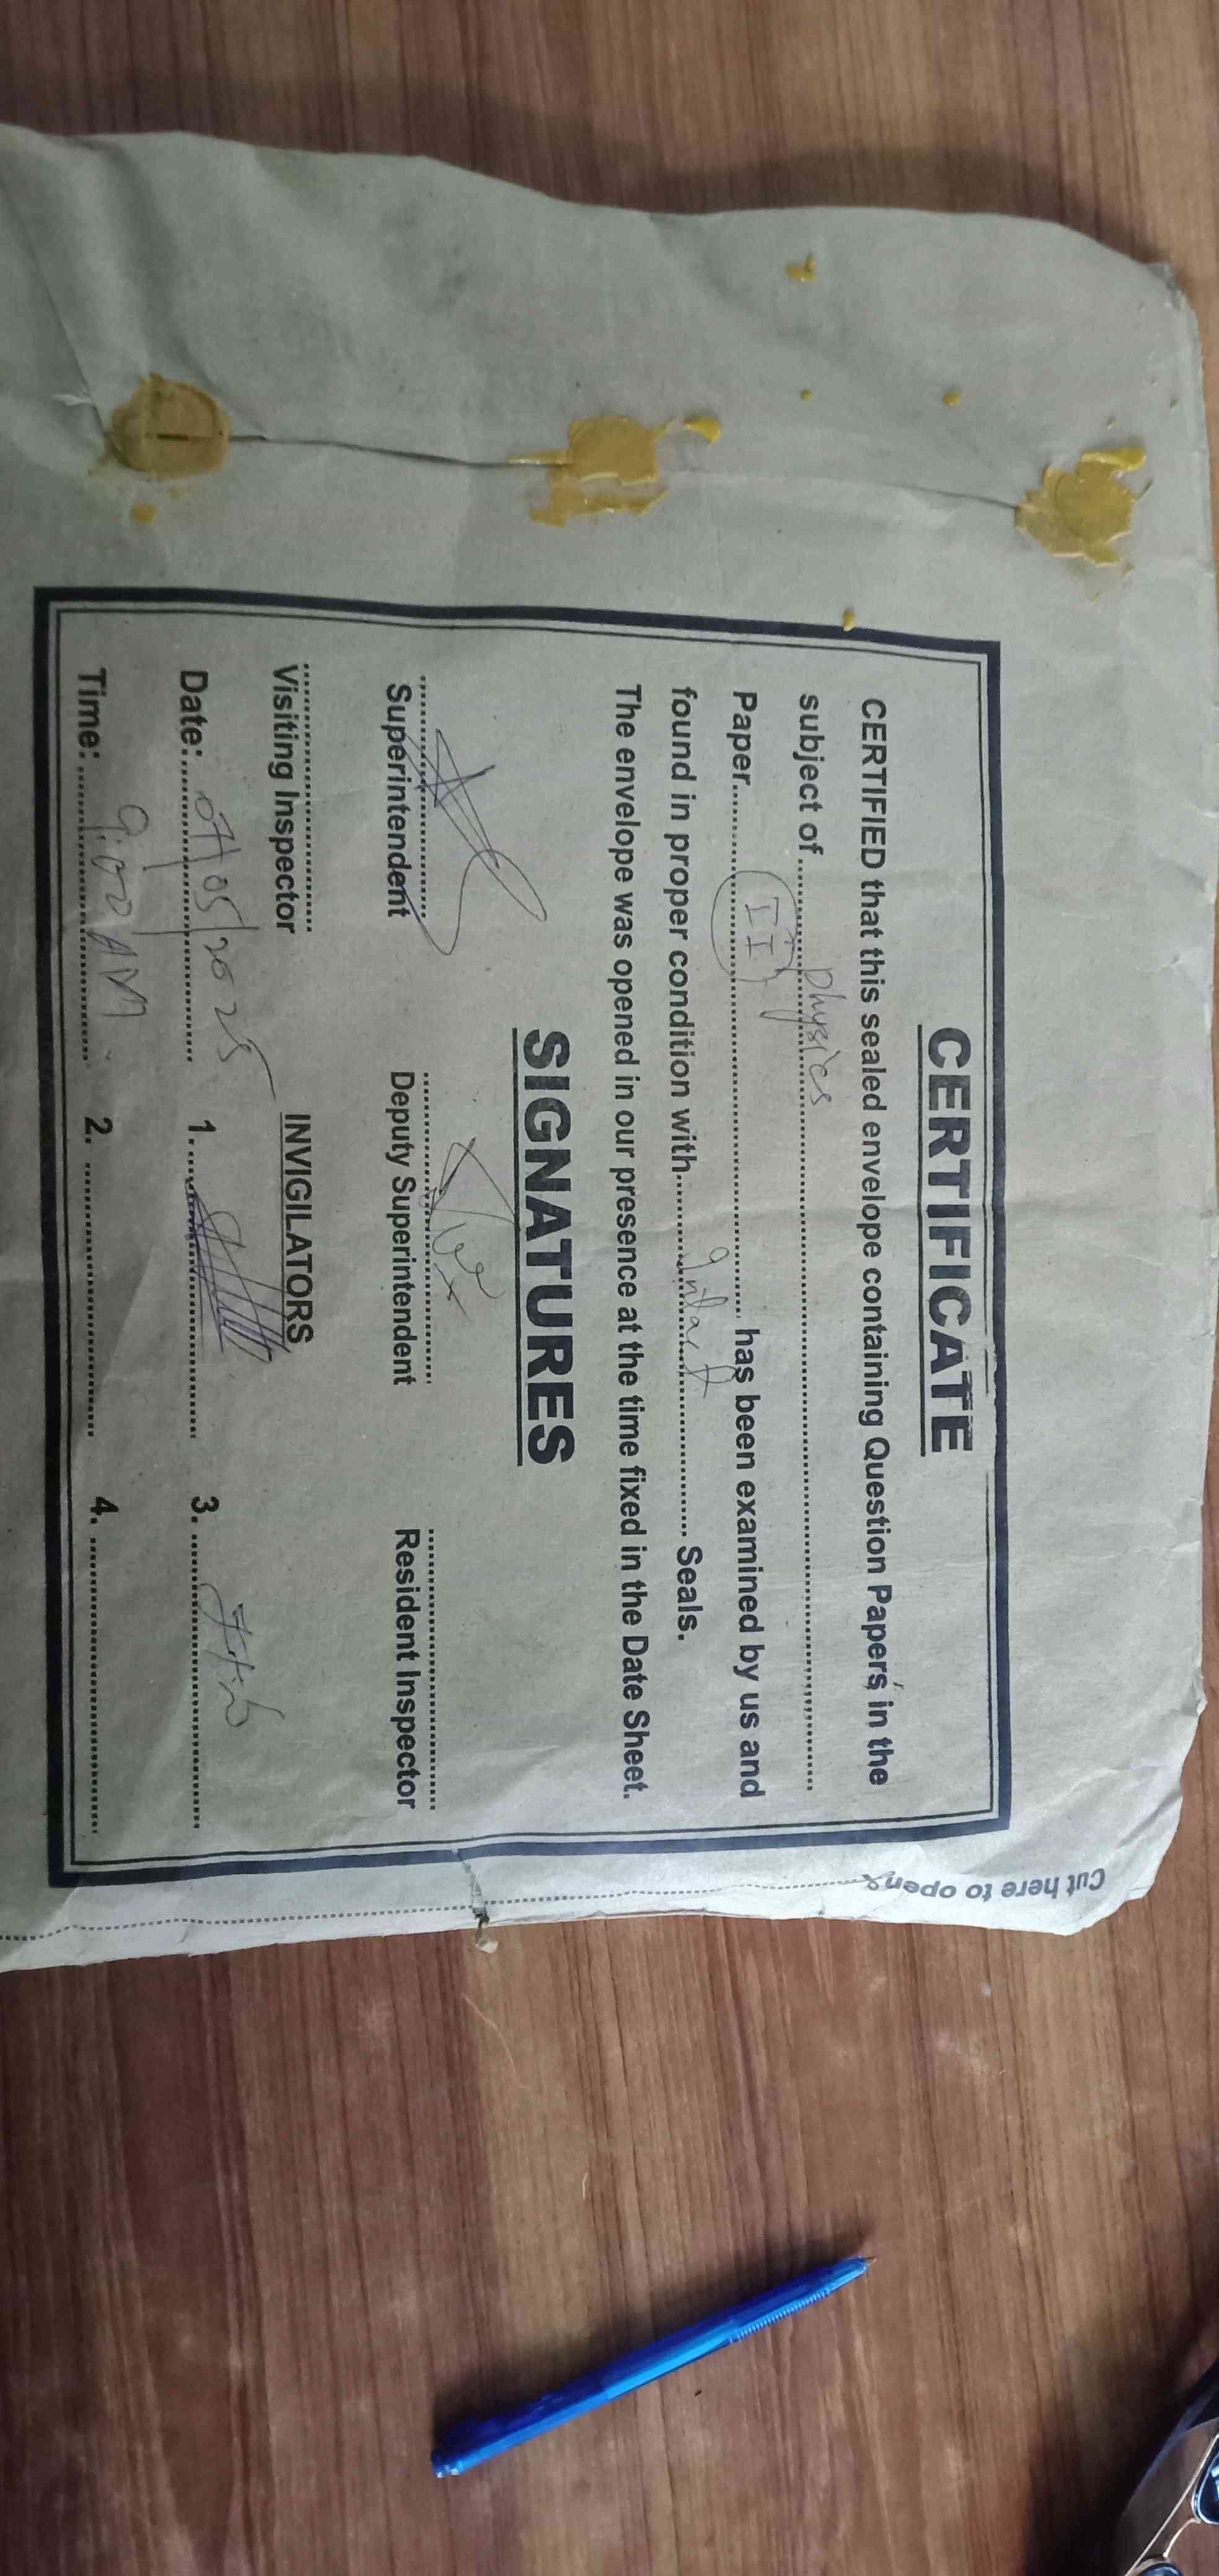 CERTIFICATE
CERTIFIED that this sealed envelope containing Question Papers in the
subject of Physics
Paper II has been examined by us and
found in proper condition with Intact Seals.
The envelope was opened in our presence at the time fixed in the Date Sheet.
SIGNATURES
Superintendent Deputy Superintendent Resident Inspector
Visiting Inspector INVIGILATORS
Date: 07/05/2025 1. 3.
Time: 9:00 AM 2. 4.
Cut here to open